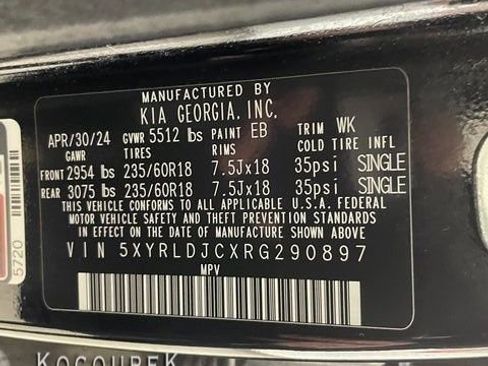 MANUFACTURED BY
KIA GEORGIA, INC.
APR/30/24 GVWR 5512 lbs PAINT EB TRIM WK
GAWR TIRES RIMS COLD TIRE INFL
FRONT 2954 lbs 235/60R18 7.5Jx18 35psi SINGLE
REAR 3075 lbs 235/60R18 7.5Jx18 35psi SINGLE
THIS VEHICLE CONFORMS TO ALL APPLICABLE U.S.A. FEDERAL
MOTOR VEHICLE SAFETY AND THEFT PREVENTION STANDARDS
IN EFFECT ON THE DATE OF MANUFACTURE SHOWN ABOVE.
VIN 5XYRLDJCXRG290897
MPV
5720
KOCOUREK